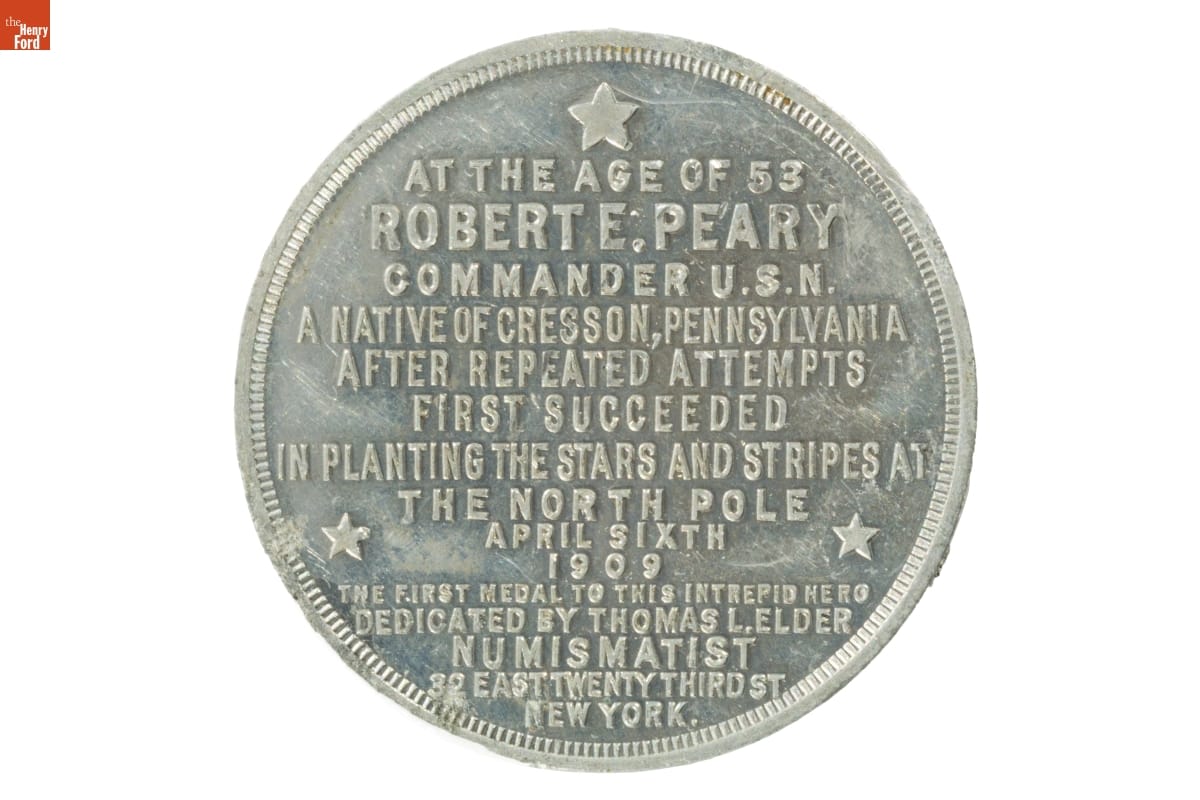 the
Henry
Ford
AT THE AGE OF 53
ROBERT E. PEARY
COMMANDER U.S.N.
A NATIVE OF CRESSON, PENNSYLVANIA
AFTER REPEATED ATTEMPTS
FIRST SUCCEEDED
IN PLANTING THE STARS AND STRIPES AT
THE NORTH POLE
APRIL SIXTH
1909
THE FIRST MEDAL TO THIS INTREPID HERO
DEDICATED BY THOMAS L. ELDER
NUMISMATIST
32 EAST TWENTY THIRD ST
NEW YORK.